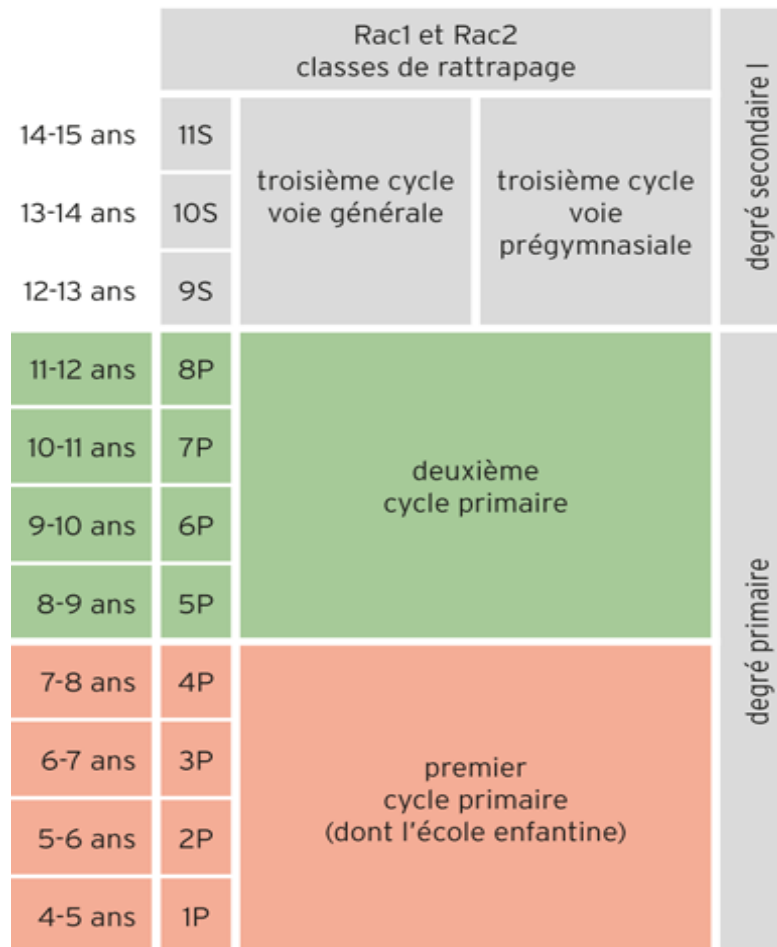 Rac1 et Rac2
classes de rattrapage
degré secondaire I
14-15 ans 11S
13-14 ans 10S
12-13 ans 9S
troisième cycle
voie générale
troisième cycle
voie
prégymnasiale
11-12 ans 8P
10-11 ans 7P
9-10 ans 6P
8-9 ans 5P
deuxième
cycle primaire
degré primaire
7-8 ans 4P
6-7 ans 3P
5-6 ans 2P
4-5 ans 1P
premier
cycle primaire
(dont l'école enfantine)